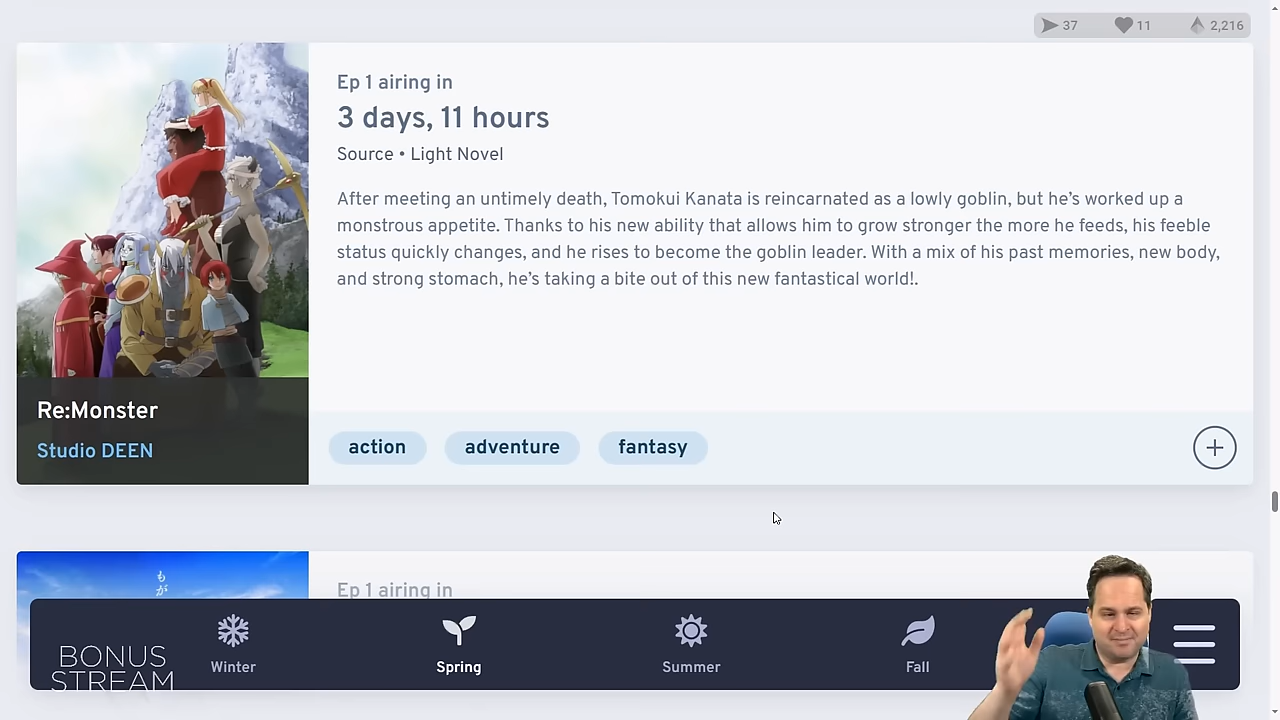 37 11 2,216
Ep 1 airing in
3 days, 11 hours
Source • Light Novel
After meeting an untimely death, Tomokui Kanata is reincarnated as a lowly goblin, but he’s worked up a
monstrous appetite. Thanks to his new ability that allows him to grow stronger the more he feeds, his feeble
status quickly changes, and he rises to become the goblin leader. With a mix of his past memories, new body,
and strong stomach, he’s taking a bite out of this new fantastical world!.
Re:Monster
Studio DEEN
action adventure fantasy
もが
Ep 1 airing in
BONUS
STREAM
Winter Spring Summer Fall